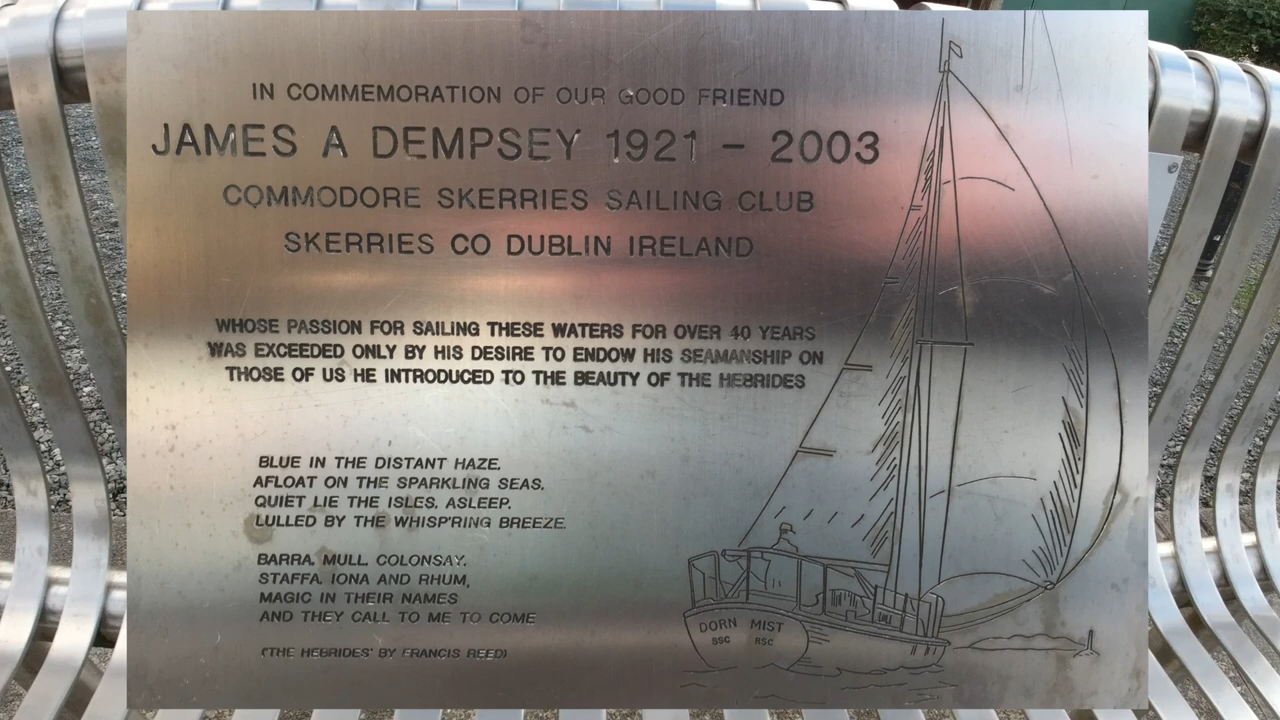 IN COMMEMORATION OF OUR GOOD FRIEND
JAMES A DEMPSEY 1921 - 2003
COMMODORE SKERRIES SAILING CLUB
SKERRIES CO DUBLIN IRELAND
WHOSE PASSION FOR SAILING THESE WATERS FOR OVER 40 YEARS
WAS EXCEEDED ONLY BY HIS DESIRE TO ENDOW HIS SEAMANSHIP ON
THOSE OF US HE INTRODUCED TO THE BEAUTY OF THE HEBRIDES
BLUE IN THE DISTANT HAZE,
AFLOAT ON THE SPARKLING SEAS,
QUIET LIE THE ISLES, ASLEEP,
LULLED BY THE WHISP'RING BREEZE.
BARRA, MULL, COLONSAY,
STAFFA, IONA AND RHUM,
MAGIC IN THEIR NAMES
AND THEY CALL TO ME TO COME
('THE HEBRIDES' BY FRANCIS REED)
DORN MIST
SSC RSC